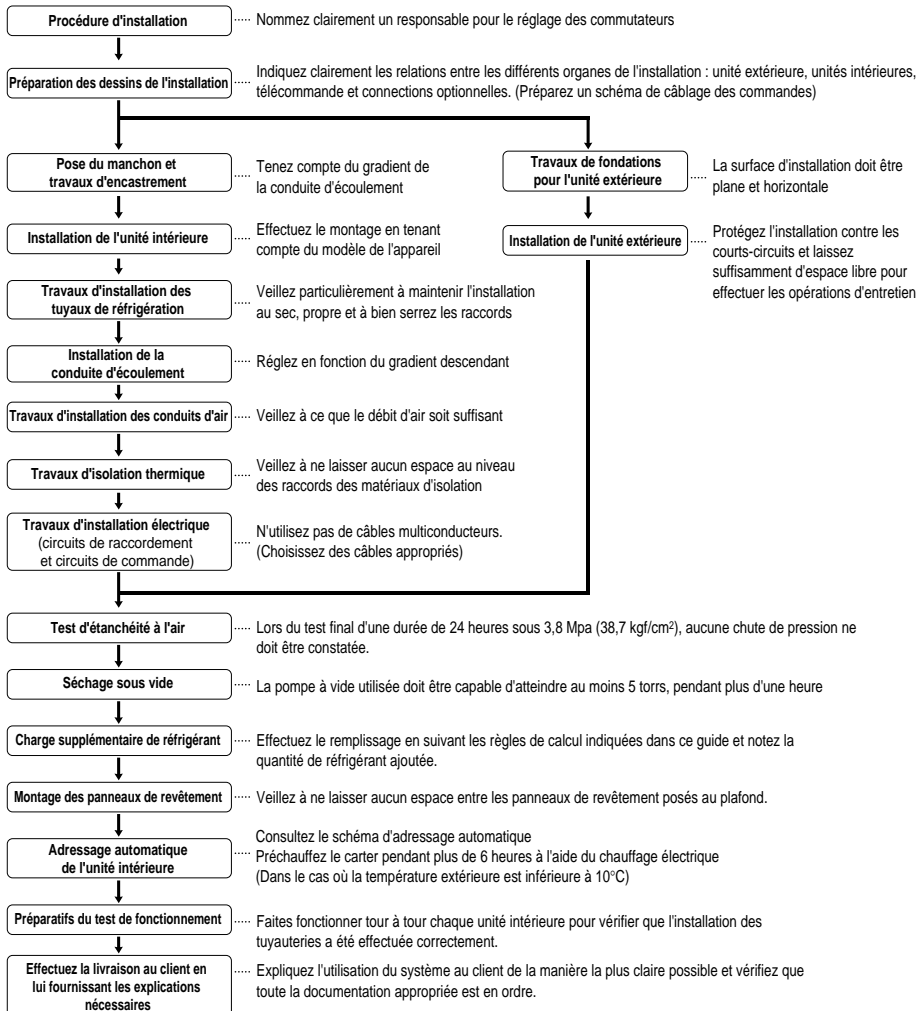 Procédure d'installation
Nommez clairement un responsable pour le réglage des commutateurs
Préparation des dessins de l'installation
Indiquez clairement les relations entre les différents organes de l'installation : unité extérieure, unités intérieures,
télécommande et connections optionnelles. (Préparez un schéma de câblage des commandes)
Pose du manchon et
travaux d'encastrement
Tenez compte du gradient de
la conduite d'écoulement
Travaux de fondations
pour l'unité extérieure
La surface d'installation doit être
plane et horizontale
Installation de l'unité intérieure
Effectuez le montage en tenant
compte du modèle de l'appareil
Installation de l'unité extérieure
Protégez l'installation contre les
courts-circuits et laissez
suffisamment d'espace libre pour
effectuer les opérations d'entretien
Travaux d'installation des
tuyaux de réfrigération
Veillez particulièrement à maintenir l'installation
au sec, propre et à bien serrez les raccords
Installation de la
conduite d'écoulement
Réglez en fonction du gradient descendant
Travaux d'installation des conduits d'air
Veillez à ce que le débit d'air soit suffisant
Travaux d'isolation thermique
Veillez à ne laisser aucun espace au niveau
des raccords des matériaux d'isolation
Travaux d'installation électrique
(circuits de raccordement
et circuits de commande)
N'utilisez pas de câbles multiconducteurs.
(Choisissez des câbles appropriés)
Test d'étanchéité à l'air
Lors du test final d'une durée de 24 heures sous 3,8 Mpa (38,7 kgf/cm²), aucune chute de pression ne
doit être constatée.
Séchage sous vide
La pompe à vide utilisée doit être capable d'atteindre au moins 5 torrs, pendant plus d'une heure
Charge supplémentaire de réfrigérant
Effectuez le remplissage en suivant les règles de calcul indiquées dans ce guide et notez la
quantité de réfrigérant ajoutée.
Montage des panneaux de revêtement
Veillez à ne laisser aucun espace entre les panneaux de revêtement posés au plafond.
Adressage automatique
de l'unité intérieure
Consultez le schéma d'adressage automatique
Préchauffez le carter pendant plus de 6 heures à l'aide du chauffage électrique
(Dans le cas où la température extérieure est inférieure à 10°C)
Préparatifs du test de fonctionnement
Faites fonctionner tour à tour chaque unité intérieure pour vérifier que l'installation des
tuyauteries a été effectuée correctement.
Effectuez la livraison au client en
lui fournissant les explications
nécessaires
Expliquez l'utilisation du système au client de la manière la plus claire possible et vérifiez que
toute la documentation appropriée est en ordre.